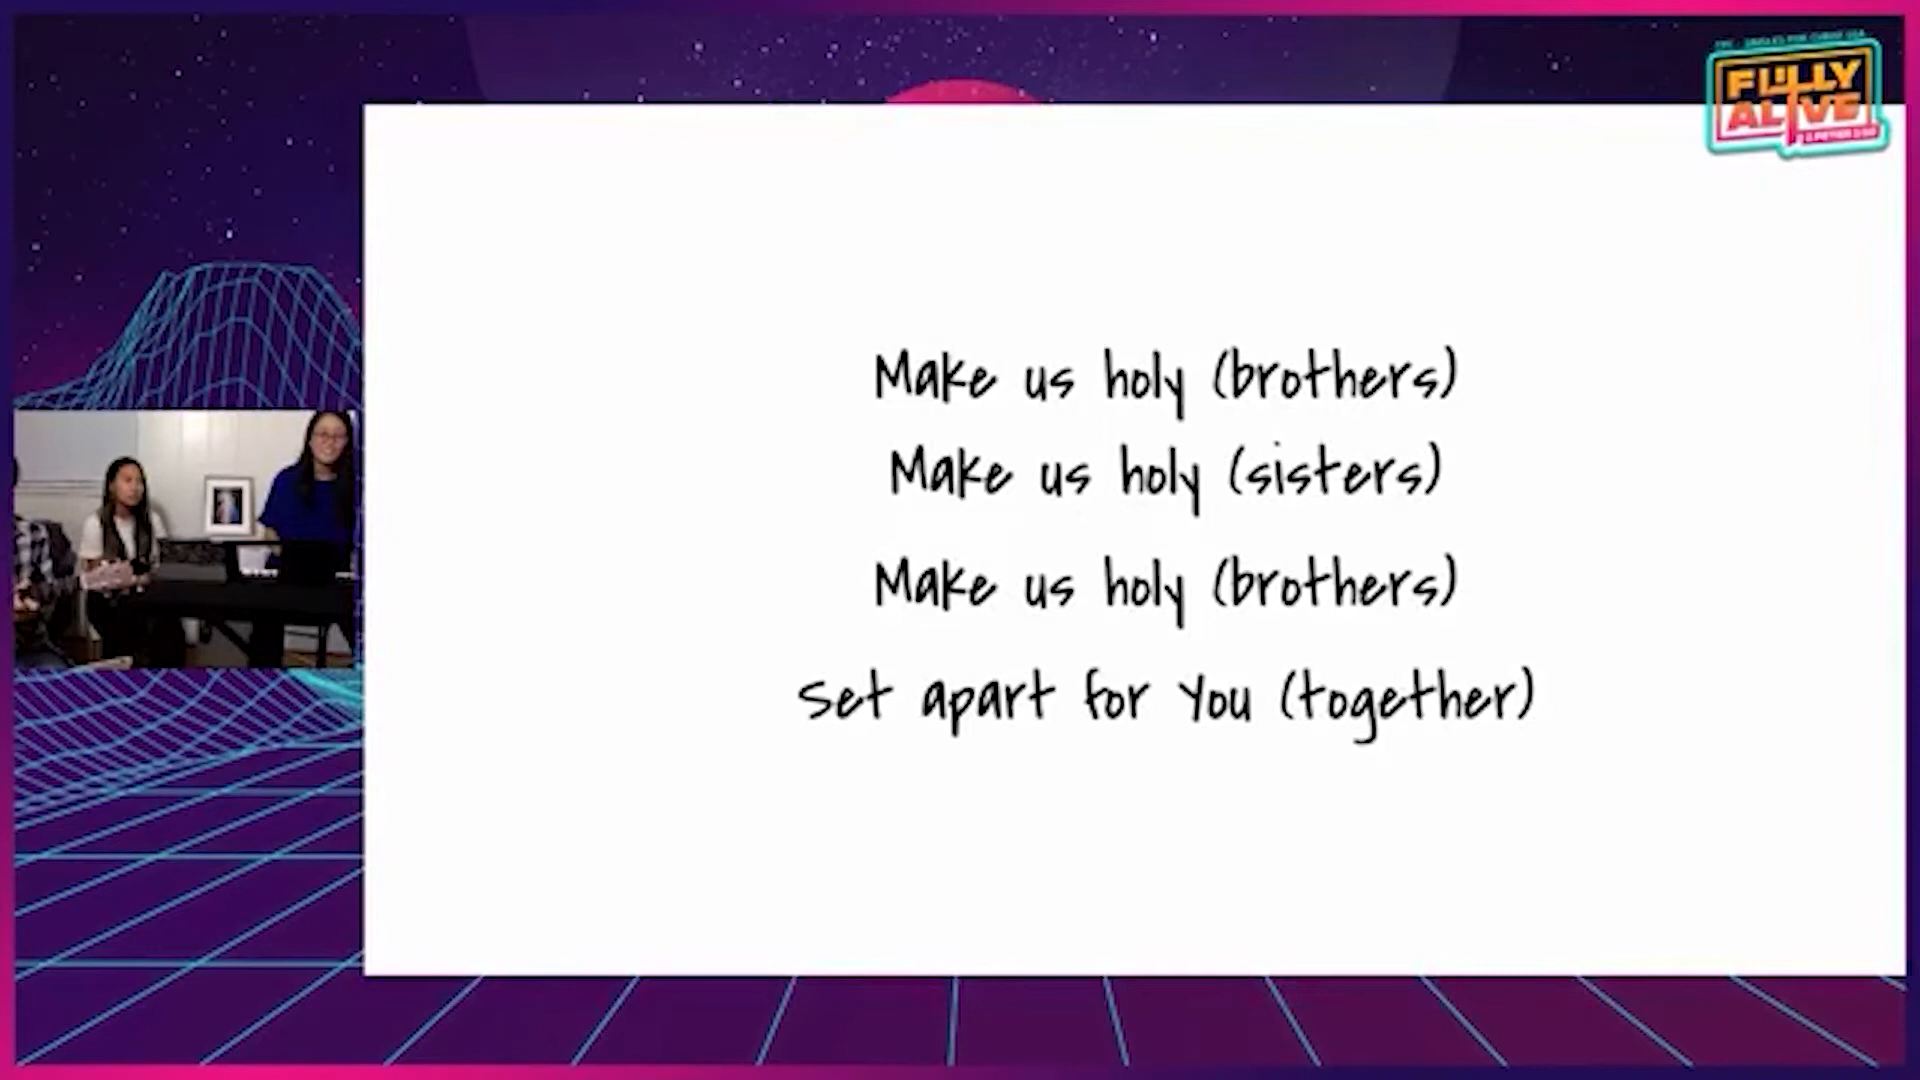 FULLY
ALIVE
Make us holy (brothers)
Make us holy (sisters)
Make us holy (brothers)
Set apart for You (together)